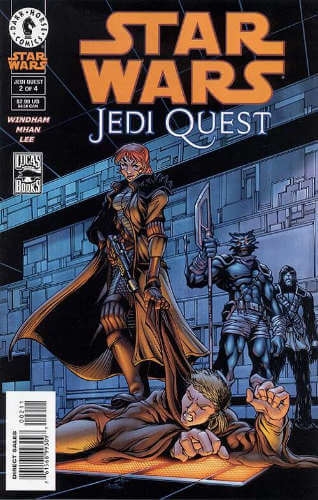 DARK HORSE
COMICS
STAR
WARS
JEDI QUEST
2 OF 4
$2.99 US
WINDHAM
MHAN
LEE
LUCAS
BOOKS
STAR
WARS
JEDI QUEST
DIRECT SALES
00211